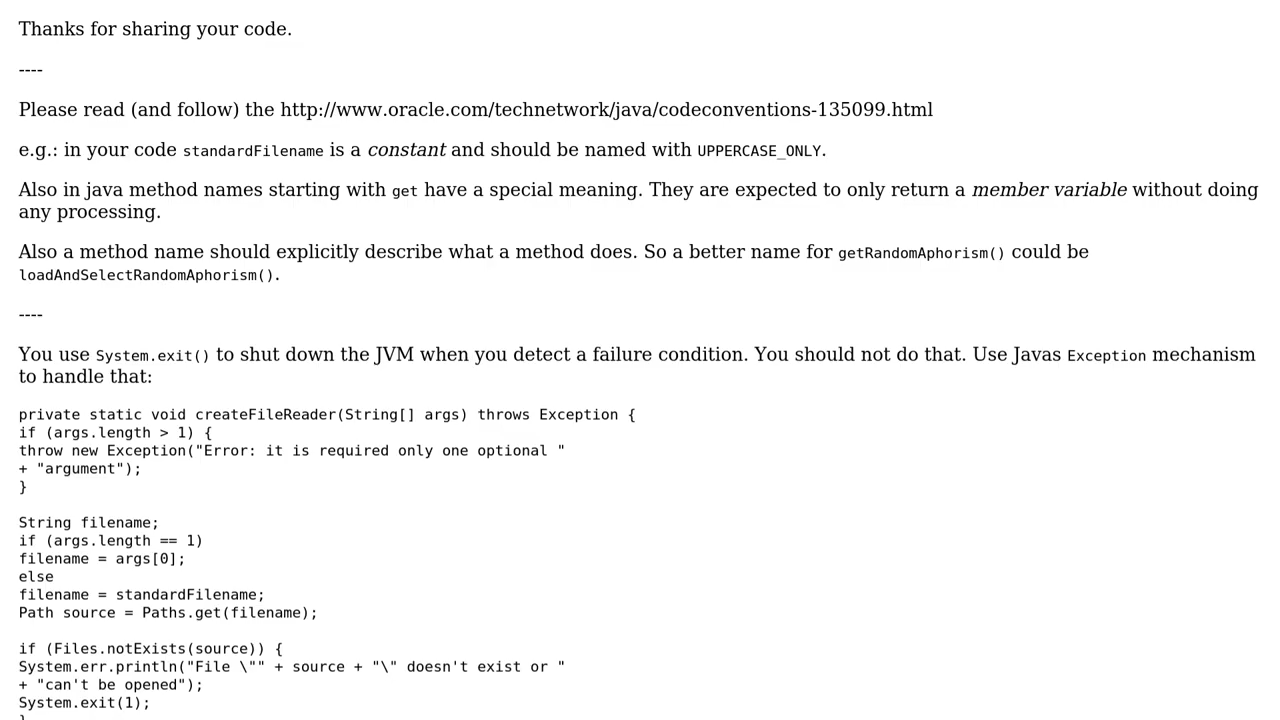 Thanks for sharing your code.
----
Please read (and follow) the http://www.oracle.com/technetwork/java/codeconventions-135099.html
e.g.: in your code standardFilename is a constant and should be named with UPPERCASE_ONLY.
Also in java method names starting with get have a special meaning. They are expected to only return a member variable without doing
any processing.
Also a method name should explicitly describe what a method does. So a better name for getRandomAphorism() could be
loadAndSelectRandomAphorism().
----
You use System.exit() to shut down the JVM when you detect a failure condition. You should not do that. Use Javas Exception mechanism
to handle that:
private static void createFileReader(String[] args) throws Exception {
if (args.length > 1) {
throw new Exception("Error: it is required only one optional "
+ "argument");
}
String filename;
if (args.length == 1)
filename = args[0];
else
filename = standardFilename;
Path source = Paths.get(filename);
if (Files.notExists(source)) {
System.err.println("File \"" + source + "\" doesn't exist or "
+ "can't be opened");
System.exit(1);
}